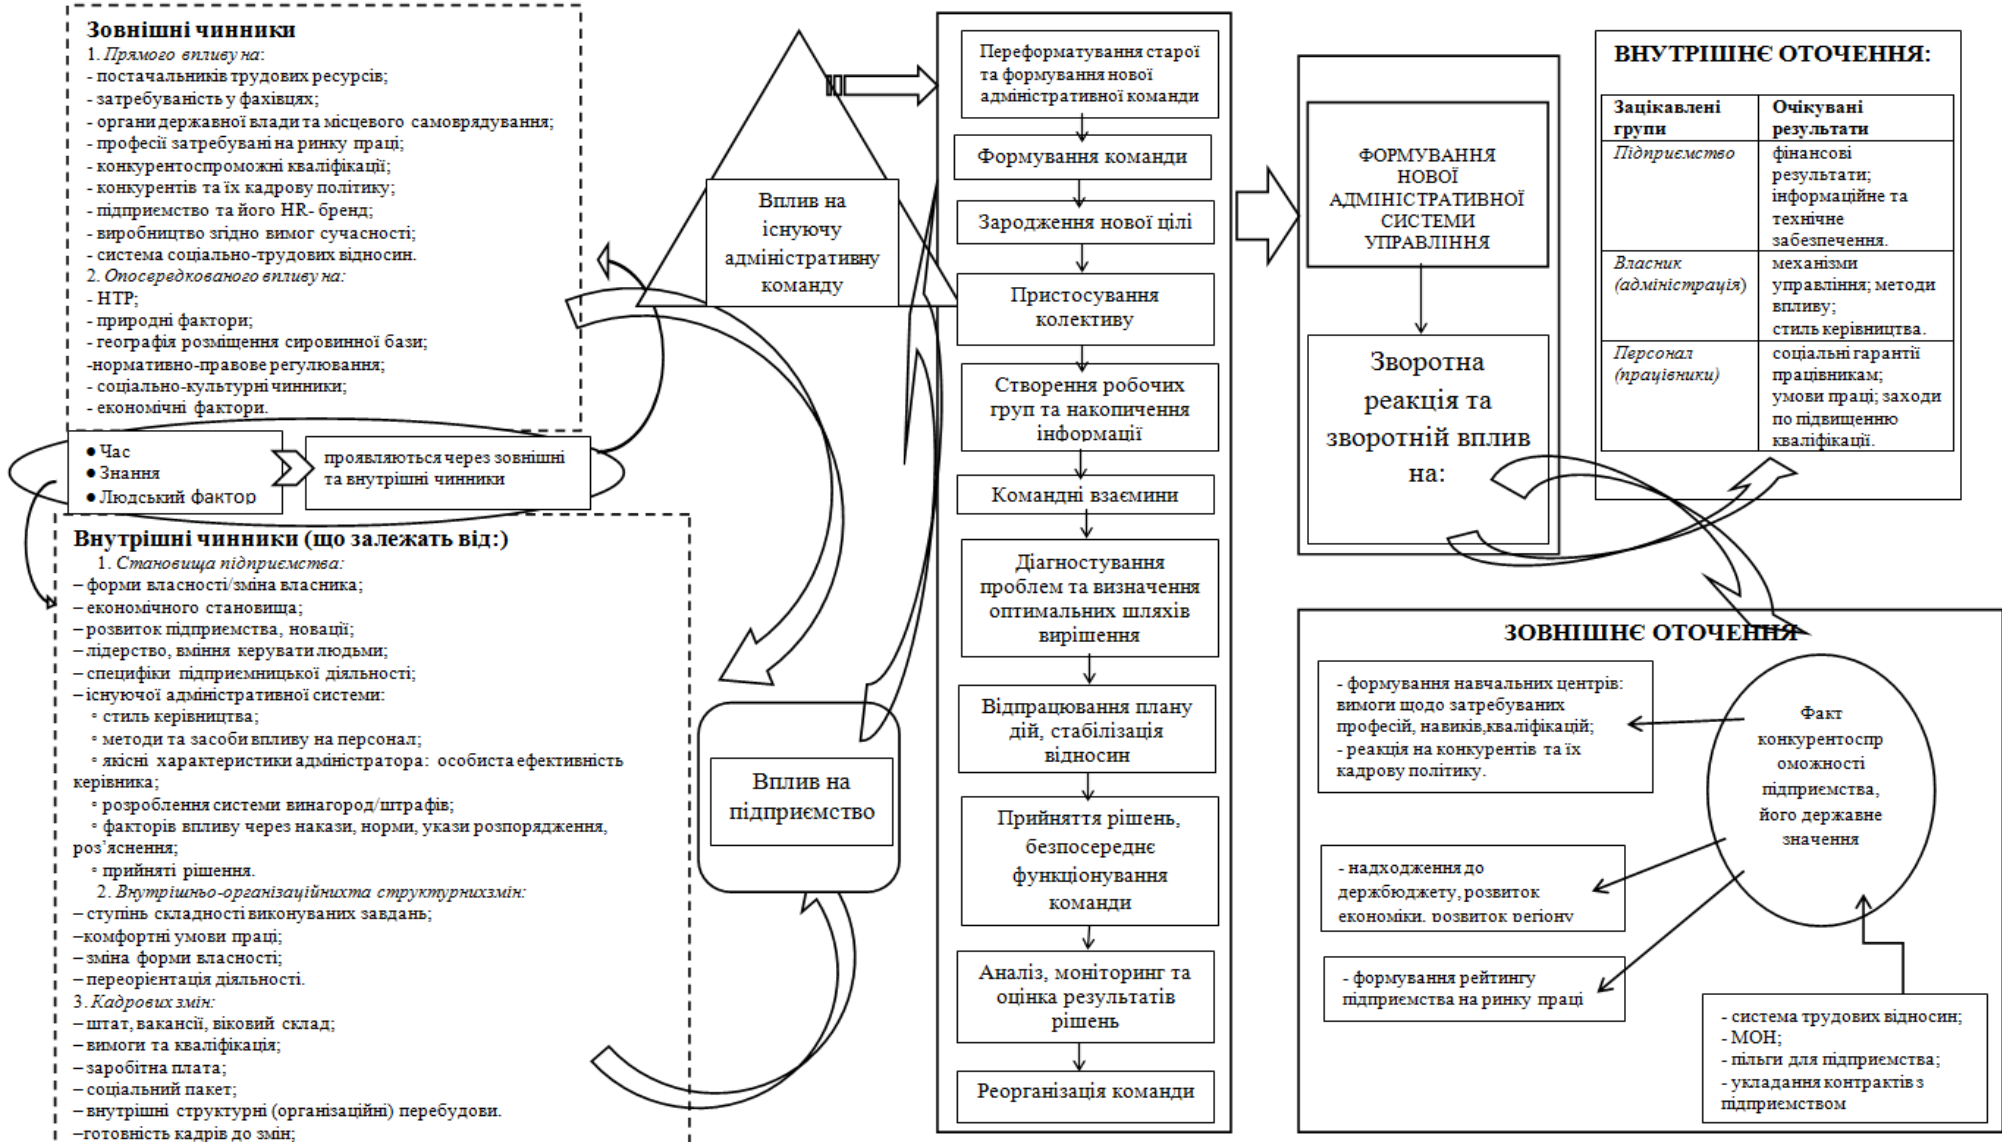 Зовнішні чинники
1. Прямого впливу на:
- постачальників трудових ресурсів;
- затребуваність у фахівцях;
- органи державної влади та місцевого самоврядування;
- професії затребувані на ринку праці;
- конкурентоспроможні кваліфікації;
- конкурентів та їх кадрову політику;
- підприємство та його HR- бренд;
- виробництво згідно вимог сучасності;
- система соціально-трудових відносин.
2. Опосередкованого впливу на:
- НТР;
- природні фактори;
- географія розміщення сировинної бази;
-нормативно-правове регулювання;
- соціально-культурні чинники;
- економічні фактори.
● Час
● Знання
● Людський фактор
проявляються через зовнішні
та внутрішні чинники
Внутрішні чинники (що залежать від:)
1. Становища підприємства:
– форми власності/зміна власника;
– економічного становища;
– розвиток підприємства, новації;
– лідерство, вміння керувати людьми;
– специфіки підприємницької діяльності;
– існуючої адміністративної системи:
◦ стиль керівництва;
◦ методи та засоби впливу на персонал;
◦ якісні характеристики адміністратора: особиста ефективність
керівника;
◦ розроблення системи винагород/штрафів;
◦ факторів впливу через накази, норми, укази розпорядження,
роз’яснення;
◦ прийняті рішення.
2. Внутрішньо-організаційнихта структурнихзмін:
– ступінь складності виконуваних завдань;
–комфортні умови праці;
– зміна форми власності;
– переорієнтація діяльності.
3. Кадрових змін:
– штат, вакансії, віковий склад;
– вимоги та кваліфікація;
– заробітна плата;
– соціальний пакет;
– внутрішні структурні (організаційні) перебудови.
–готовність кадрів до змін;
Вплив на
існуючу
адміністративну
команду
Вплив на
підприємство
Переформатування старої
та формування нової
адміністративної команди
Формування команди
Зародження нової цілі
Пристосування
колективу
Створення робочих
груп та накопичення
інформації
Командні взаємини
Діагностування
проблем та визначення
оптимальних шляхів
вирішення
Відпрацювання плану
дій, стабілізація
відносин
Прийняття рішень,
безпосереднє
функціонування
команди
Аналіз, моніторинг та
оцінка результатів
рішень
Реорганізація команди
ФОРМУВАННЯ
НОВОЇ
АДМІНІСТРАТИВНОЇ
СИСТЕМИ
УПРАВЛІННЯ
Зворотна
реакція та
зворотній вплив
на:
ВНУТРІШНЄ ОТОЧЕННЯ:
Зацікавлені
групи
Очікувані
результати
Підприємство
фінансові
результати;
інформаційне та
технічне
забезпечення.
Власник
(адміністрація)
механізми
управління; методи
впливу;
стиль керівництва.
Персонал
(працівники)
соціальні гарантії
працівникам;
умови праці; заходи
по підвищенню
кваліфікації.
ЗОВНІШНЄ ОТОЧЕННЯ
- формування навчальних центрів:
вимоги щодо затребуваних
професій, навиків,кваліфікацій;
- реакція на конкурентів та їх
кадрову політику.
- надходження до
держбюджету, розвиток
економіки, розвиток регіону
- формування рейтингу
підприємства на ринку праці
Факт
конкурентоспр
оможності
підприємства,
його державне
значення
- система трудових відносин;
- МОН;
- пільги для підприємства;
- укладання контрактів з
підприємством